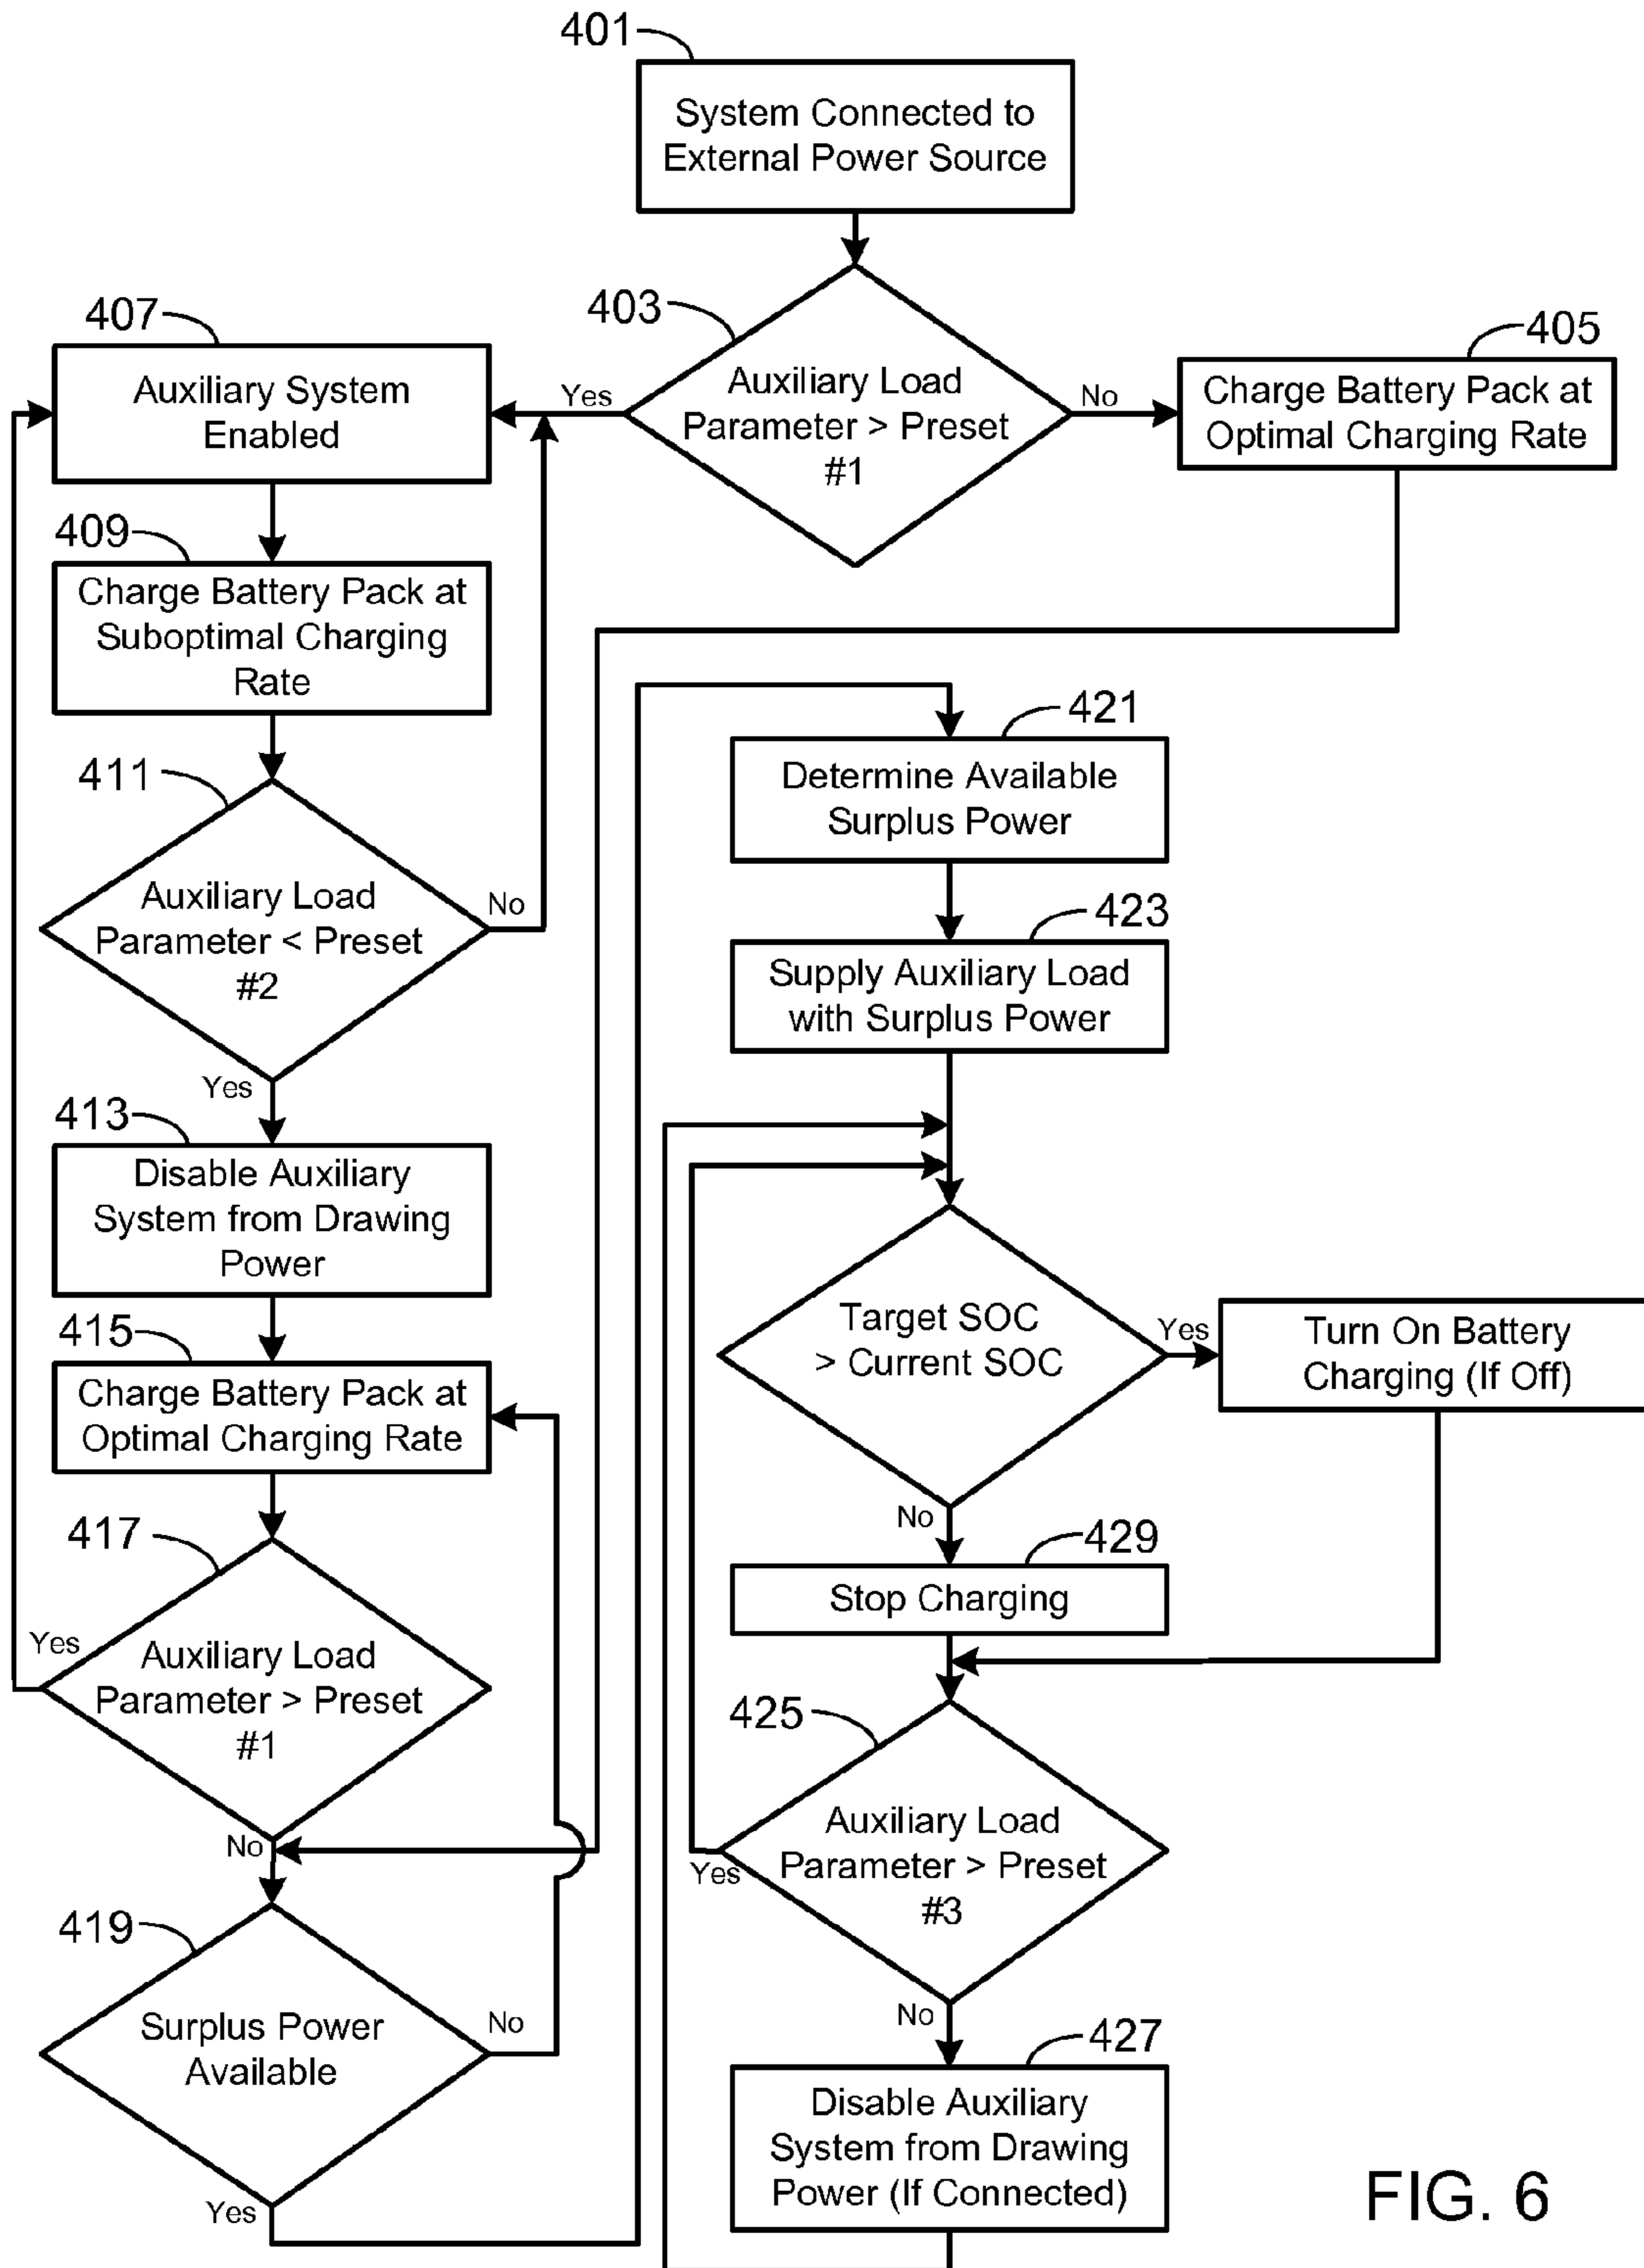 401
System Connected to
External Power Source
403
Auxiliary Load
Parameter > Preset
#1
Yes
No
405
Charge Battery Pack at
Optimal Charging Rate
407
Auxiliary System
Enabled
409
Charge Battery Pack at
Suboptimal Charging
Rate
411
Auxiliary Load
Parameter < Preset
#2
No
Yes
413
Disable Auxiliary
System from Drawing
Power
415
Charge Battery Pack at
Optimal Charging Rate
417
Auxiliary Load
Parameter > Preset
#1
Yes
No
419
Surplus Power
Available
No
Yes
421
Determine Available
Surplus Power
423
Supply Auxiliary Load
with Surplus Power
Target SOC
> Current SOC
Yes
Turn On Battery
Charging (If Off)
No
429
Stop Charging
425
Auxiliary Load
Parameter > Preset
#3
Yes
No
427
Disable Auxiliary
System from Drawing
Power (If Connected)
FIG. 6